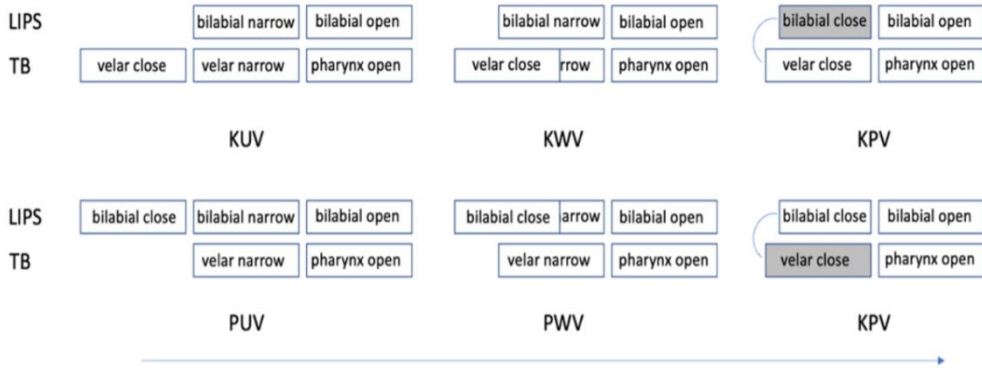 LIPS bilabial narrow bilabial open bilabial narrow bilabial open bilabial close bilabial open
TB velar close velar narrow pharynx open velar close rrow pharynx open velar close pharynx open
KUV KWV KPV
LIPS bilabial close bilabial narrow bilabial open bilabial close arrow bilabial open bilabial close bilabial open
TB velar narrow pharynx open velar narrow pharynx open velar close pharynx open
PUV PWV KPV